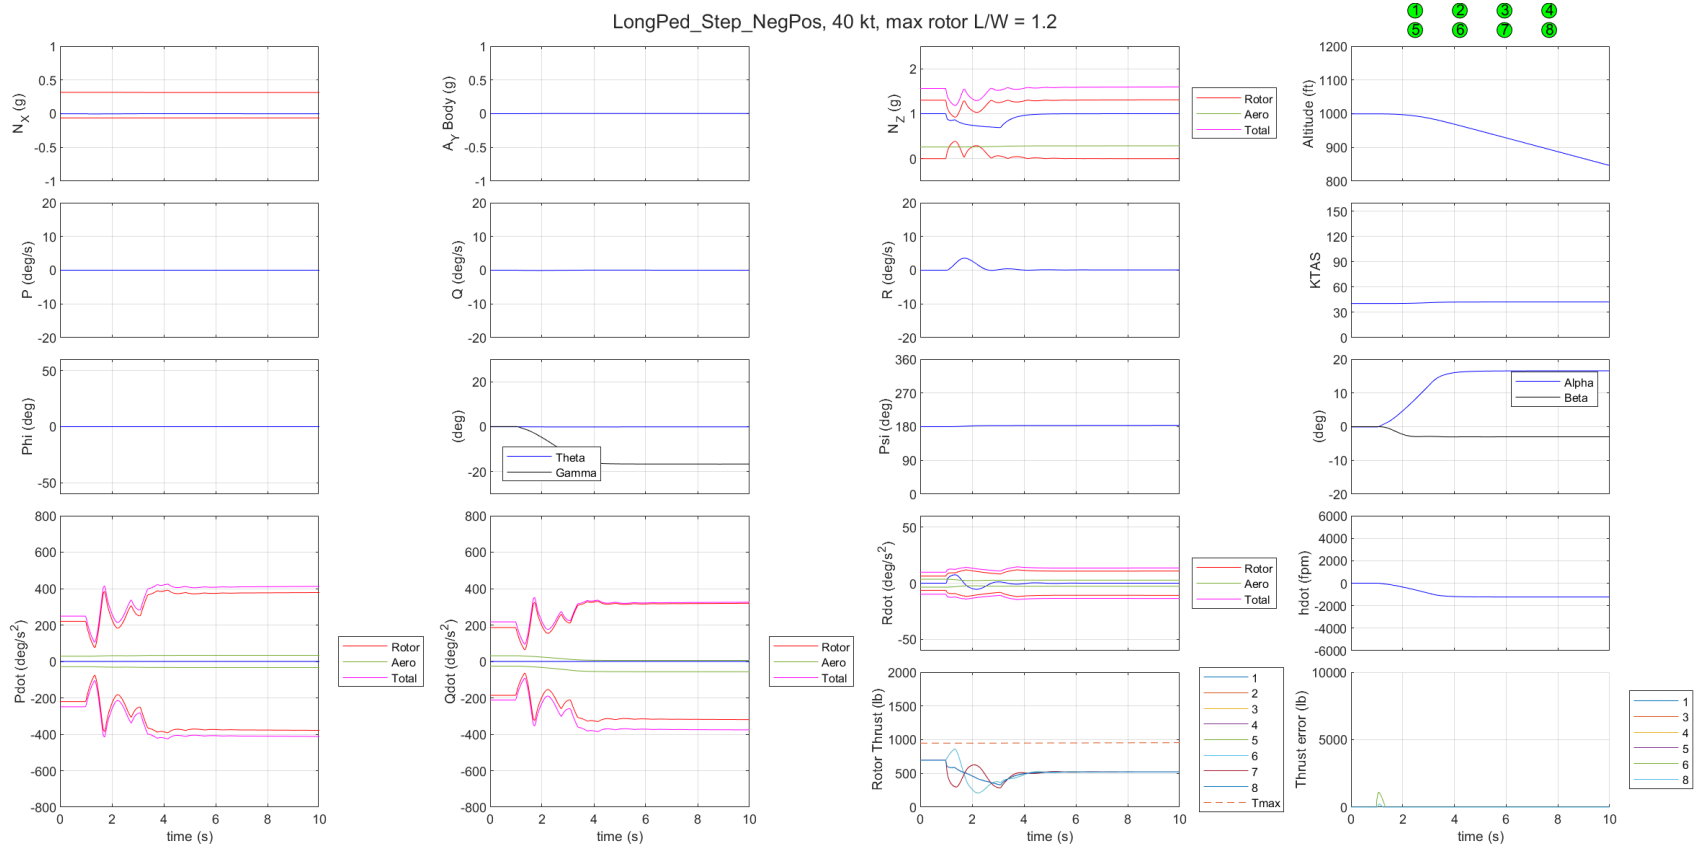 LongPed_Step_NegPos, 40 kt, max rotor L/W = 1.2
1 2 3 4
5 6 7 8
1
0.5
0
-0.5
-1
N_X (g)
1
0.5
0
-0.5
-1
A_Y Body (g)
2
1
0
N_Z (g)
Rotor
Aero
Total
1200
1100
1000
900
800
Altitude (ft)
20
10
0
-10
-20
P (deg/s)
20
10
0
-10
-20
Q (deg/s)
20
10
0
-10
-20
R (deg/s)
150
120
90
60
30
0
KTAS
50
0
-50
Phi (deg)
20
0
-20
(deg)
Theta
Gamma
360
270
180
90
0
Psi (deg)
20
10
0
-10
-20
(deg)
Alpha
Beta
800
600
400
200
0
-200
-400
-600
-800
Pdot (deg/s²)
0 2 4 6 8 10
time (s)
Rotor
Aero
Total
800
600
400
200
0
-200
-400
-600
-800
Qdot (deg/s²)
0 2 4 6 8 10
time (s)
Rotor
Aero
Total
50
0
-50
Rdot (deg/s²)
Rotor
Aero
Total
6000
4000
2000
0
-2000
-4000
-6000
hdot (fpm)
2000
1500
1000
500
0
Rotor Thrust (lb)
0 2 4 6 8 10
time (s)
1
2
3
4
5
6
7
8
Tmax
10000
5000
0
Thrust error (lb)
0 2 4 6 8 10
time (s)
1
3
4
5
6
8